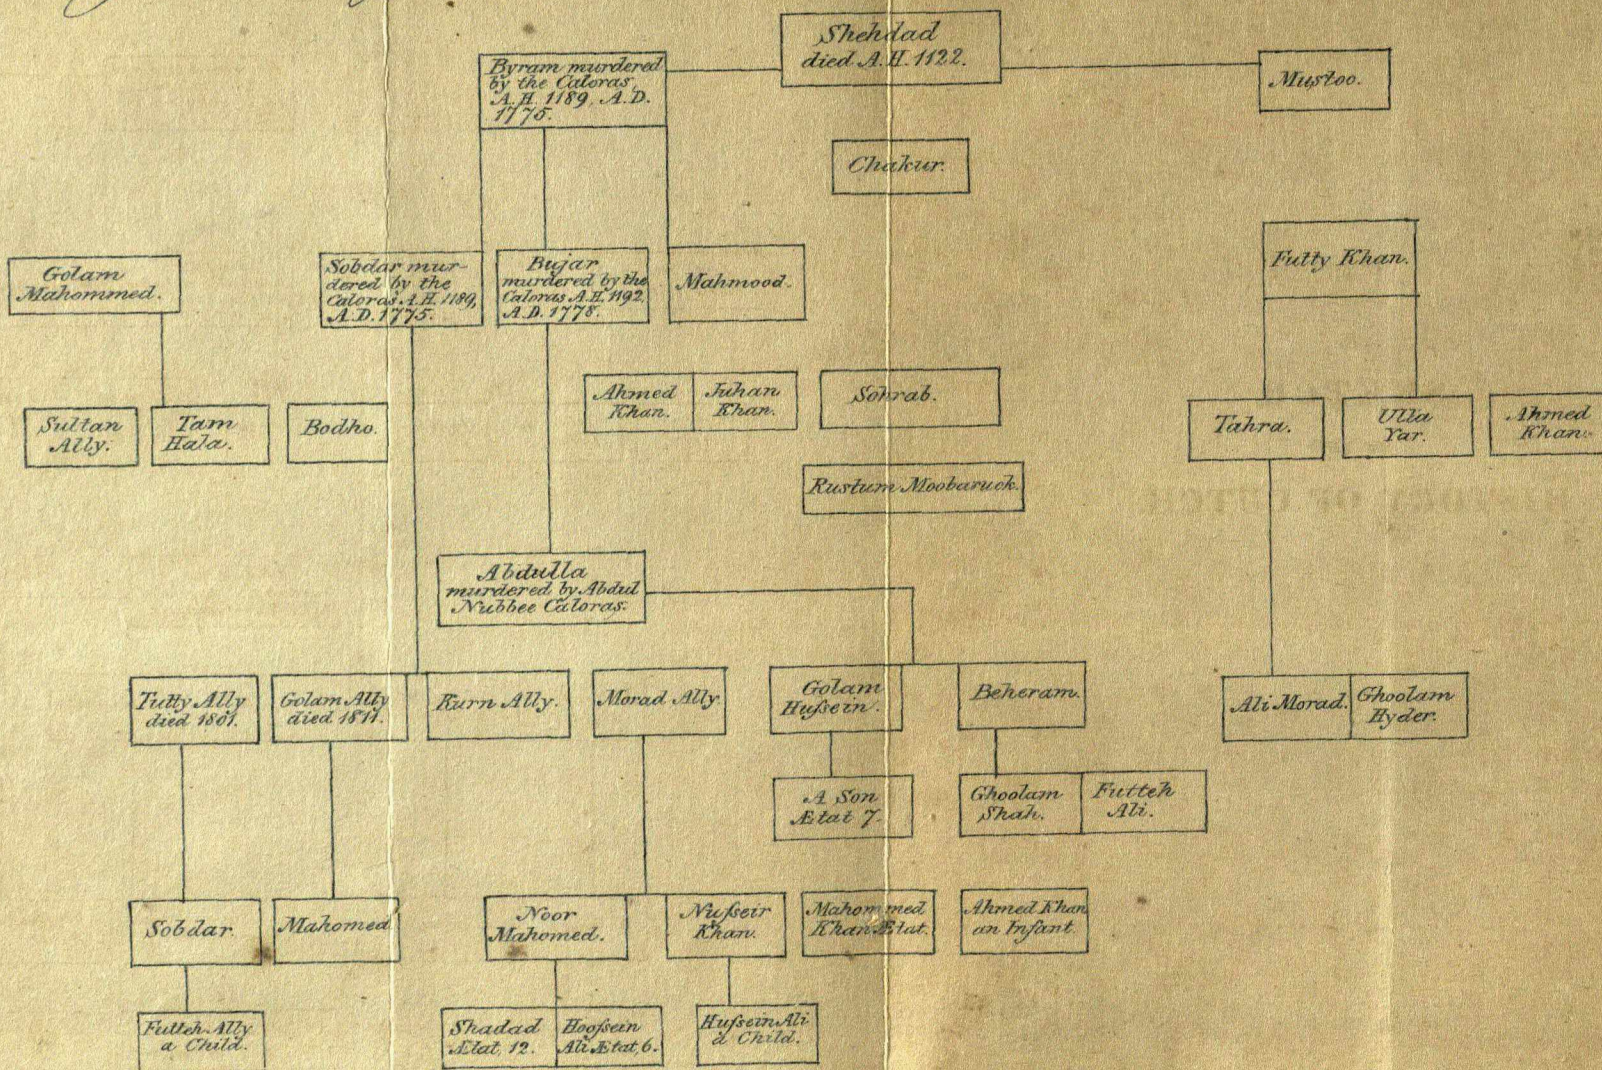 Shehdad
died A.H. 1122.
Byram murdered
by the Caloras,
A.H. 1189, A.D.
1775.
Mustoo.
Chakur.
Golam
Mahommed.
Sobdar mur-
dered by the
Caloras A.H. 1189,
A.D. 1775.
Bujar
murdered by the
Caloras A.H. 1192.
A.D. 1778.
Mahmood.
Futty Khan.
Sultan
Ally.
Tam
Hala.
Bodho.
Ahmed
Khan.
Juhan
Khan.
Sohrab.
Tahra.
Ulla
Yar.
Ahmed
Khan.
Rustum Moobaruck.
Abdulla
murdered by Abdul
Nubbee Caloras.
Futty Ally
died 1801.
Golam Ally
died 1811.
Kurn Ally.
Morad Ally.
Golam
Hufsein.
Beheram.
Ali Morad.
Ghoolam
Hyder.
A Son
Ætat 7.
Ghoolam
Shah.
Futteh
Ali.
Sobdar.
Mahomed
Noor
Mahomed.
Nufseir
Khan.
Mahommed
Khan Ætat.
Ahmed Khan
an Infant
Futteh Ally
a Child.
Shadad
Ætat, 12.
Hoofsein
Ali Ætat, 6.
Hufsein Ali
a Child.